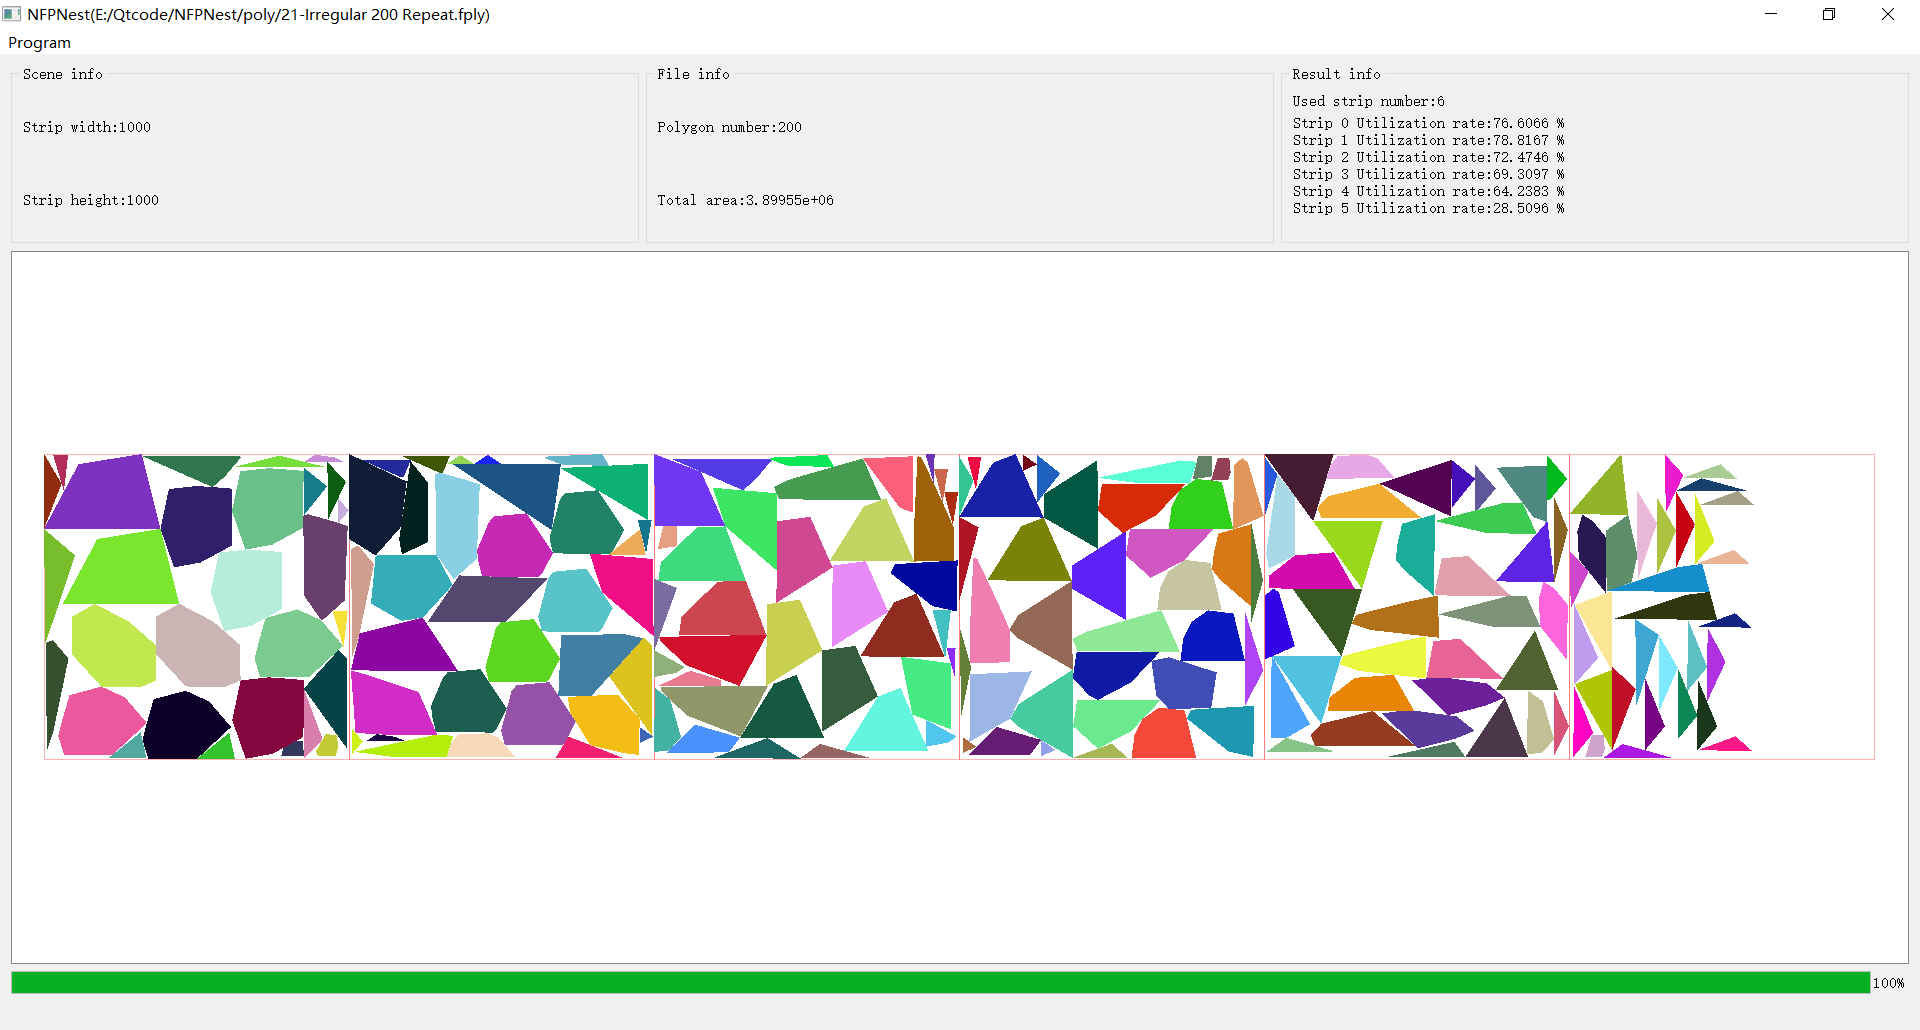 NFPNest(E:/Qtcode/NFPNest/poly/21-Irregular 200 Repeat.fply)
Program
Scene info
Strip width:1000
Strip height:1000
File info
Polygon number:200
Total area:3.89955e+06
Result info
Used strip number:6
Strip 0 Utilization rate:76.6066 %
Strip 1 Utilization rate:78.8167 %
Strip 2 Utilization rate:72.4746 %
Strip 3 Utilization rate:69.3097 %
Strip 4 Utilization rate:64.2383 %
Strip 5 Utilization rate:28.5096 %
100%